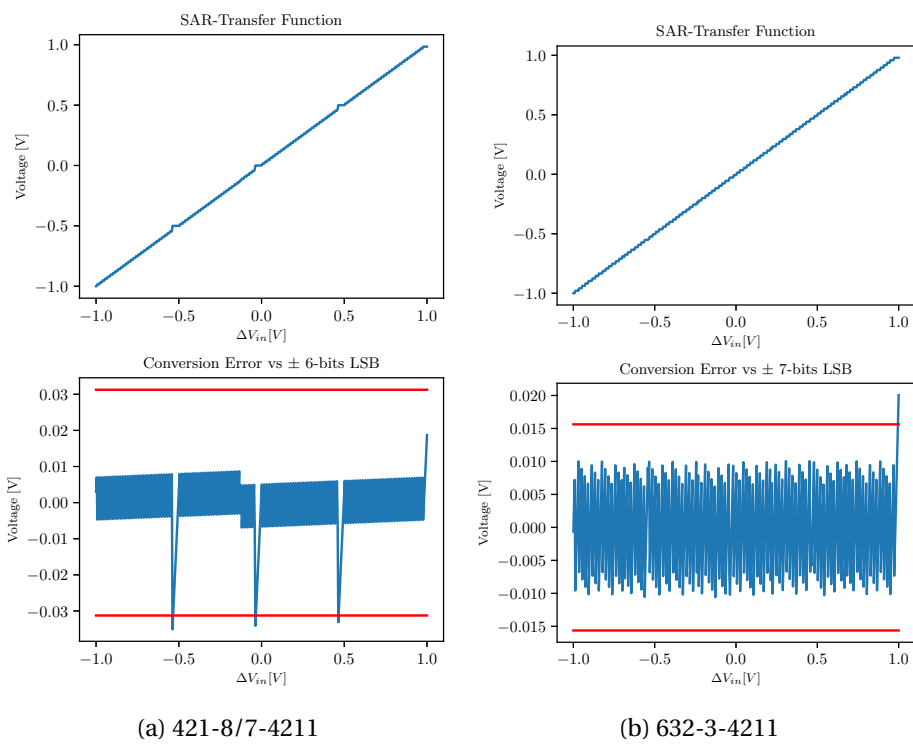 SAR-Transfer Function
1.0
0.5
0.0
−0.5
−1.0
Voltage [V]
−1.0 −0.5 0.0 0.5 1.0
ΔV_in[V]
Conversion Error vs ± 6-bits LSB
0.03
0.02
0.01
0.00
−0.01
−0.02
−0.03
Voltage [V]
−1.0 −0.5 0.0 0.5 1.0
ΔV_in[V]
(a) 421-8/7-4211
SAR-Transfer Function
1.0
0.5
0.0
−0.5
−1.0
Voltage [V]
−1.0 −0.5 0.0 0.5 1.0
ΔV_in[V]
Conversion Error vs ± 7-bits LSB
0.020
0.015
0.010
0.005
0.000
−0.005
−0.010
−0.015
Voltage [V]
−1.0 −0.5 0.0 0.5 1.0
ΔV_in[V]
(b) 632-3-4211